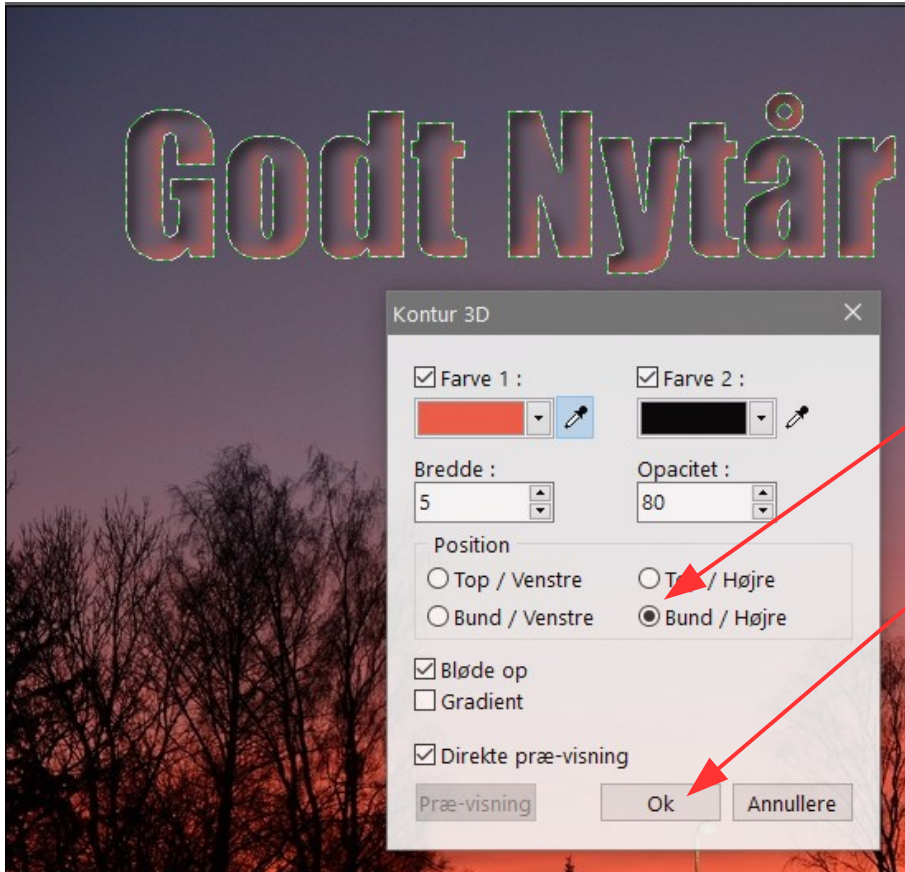 Godt Nytår
Kontur 3D
Farve 1 :
Farve 2 :
Bredde :
Opacitet :
5
80
Position
Top / Venstre
Top / Højre
Bund / Venstre
Bund / Højre
Bløde op
Gradient
Direkte præ-visning
Præ-visning
Ok
Annullere